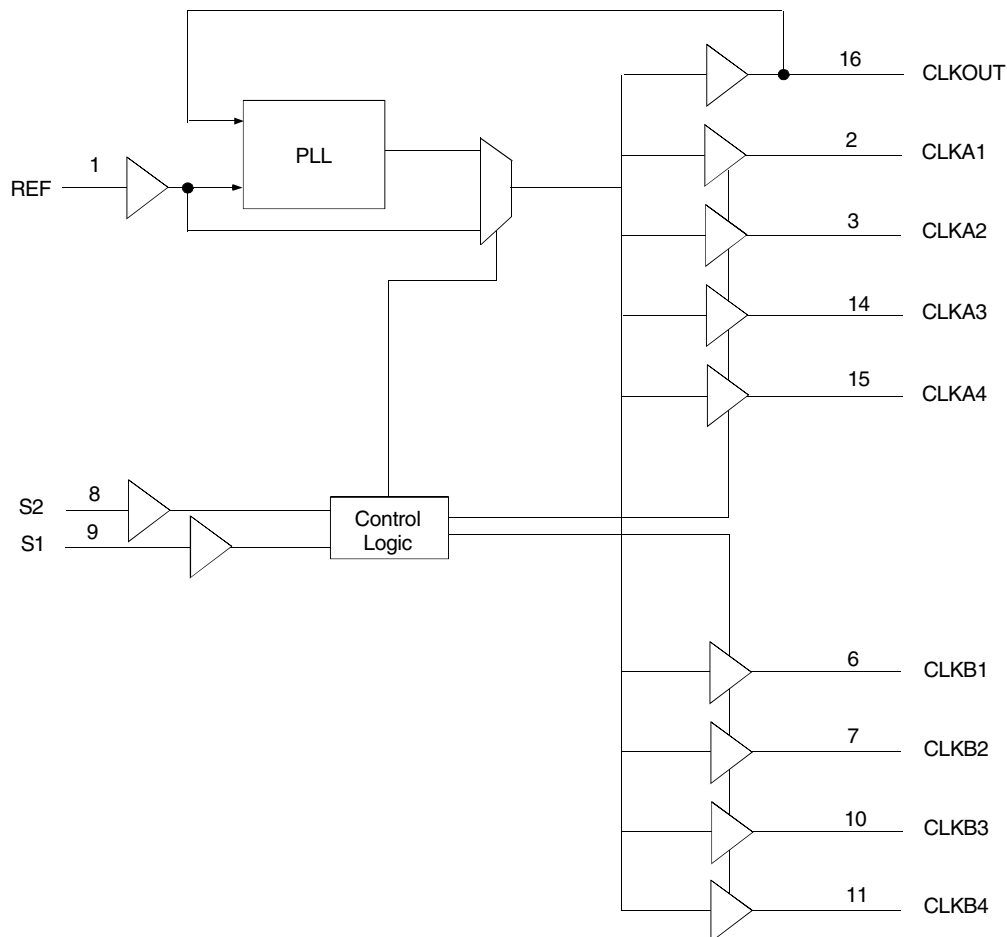 16
CLKOUT
PLL
2
CLKA1
1
REF
3
CLKA2
14
CLKA3
15
CLKA4
S2
8
Control
Logic
S1
9
6
CLKB1
7
CLKB2
10
CLKB3
11
CLKB4